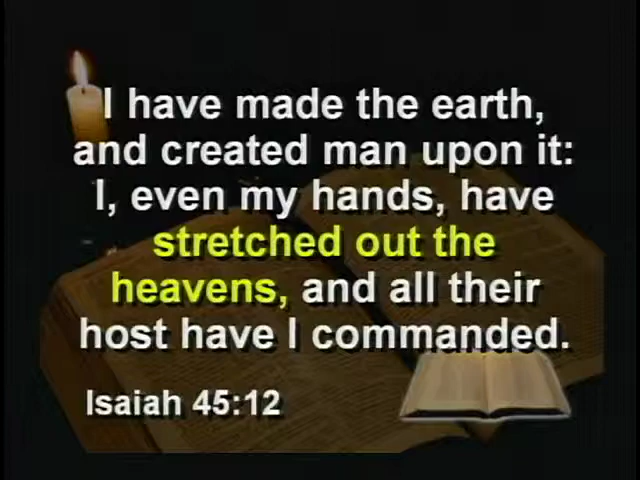 I have made the earth,
and created man upon it:
I, even my hands, have
stretched out the
heavens, and all their
host have I commanded.
Isaiah 45:12